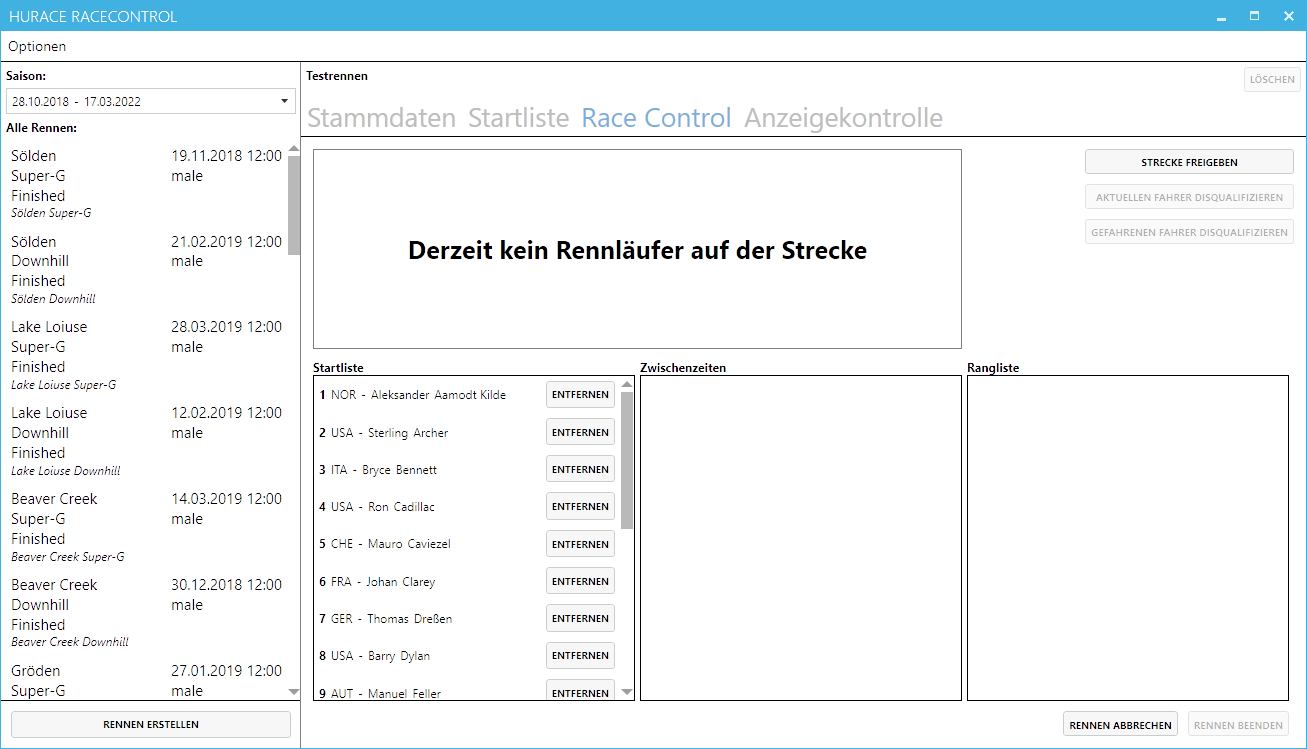 HURACE RACECONTROL
Optionen
Saison:
28.10.2018 - 17.03.2022
Alle Rennen:
Sölden 19.11.2018 12:00
Super-G male
Finished
Sölden Super-G
Sölden 21.02.2019 12:00
Downhill male
Finished
Sölden Downhill
Lake Loiuse 28.03.2019 12:00
Super-G male
Finished
Lake Loiuse Super-G
Lake Loiuse 12.02.2019 12:00
Downhill male
Finished
Lake Loiuse Downhill
Beaver Creek 14.03.2019 12:00
Super-G male
Finished
Beaver Creek Super-G
Beaver Creek 30.12.2018 12:00
Downhill male
Finished
Beaver Creek Downhill
Gröden 27.01.2019 12:00
Super-G male
RENNEN ERSTELLEN
Testrennen
LÖSCHEN
Stammdaten Startliste Race Control Anzeigekontrolle
Derzeit kein Rennläufer auf der Strecke
STRECKE FREIGEBEN
AKTUELLEN FAHRER DISQUALIFIZIEREN
GEFAHRENEN FAHRER DISQUALIFIZIEREN
Startliste
1 NOR - Aleksander Aamodt Kilde ENTFERNEN
2 USA - Sterling Archer ENTFERNEN
3 ITA - Bryce Bennett ENTFERNEN
4 USA - Ron Cadillac ENTFERNEN
5 CHE - Mauro Caviezel ENTFERNEN
6 FRA - Johan Clarey ENTFERNEN
7 GER - Thomas Dreßen ENTFERNEN
8 USA - Barry Dylan ENTFERNEN
9 AUT - Manuel Feller ENTFERNEN
Zwischenzeiten
Rangliste
RENNEN ABBRECHEN
RENNEN BEENDEN